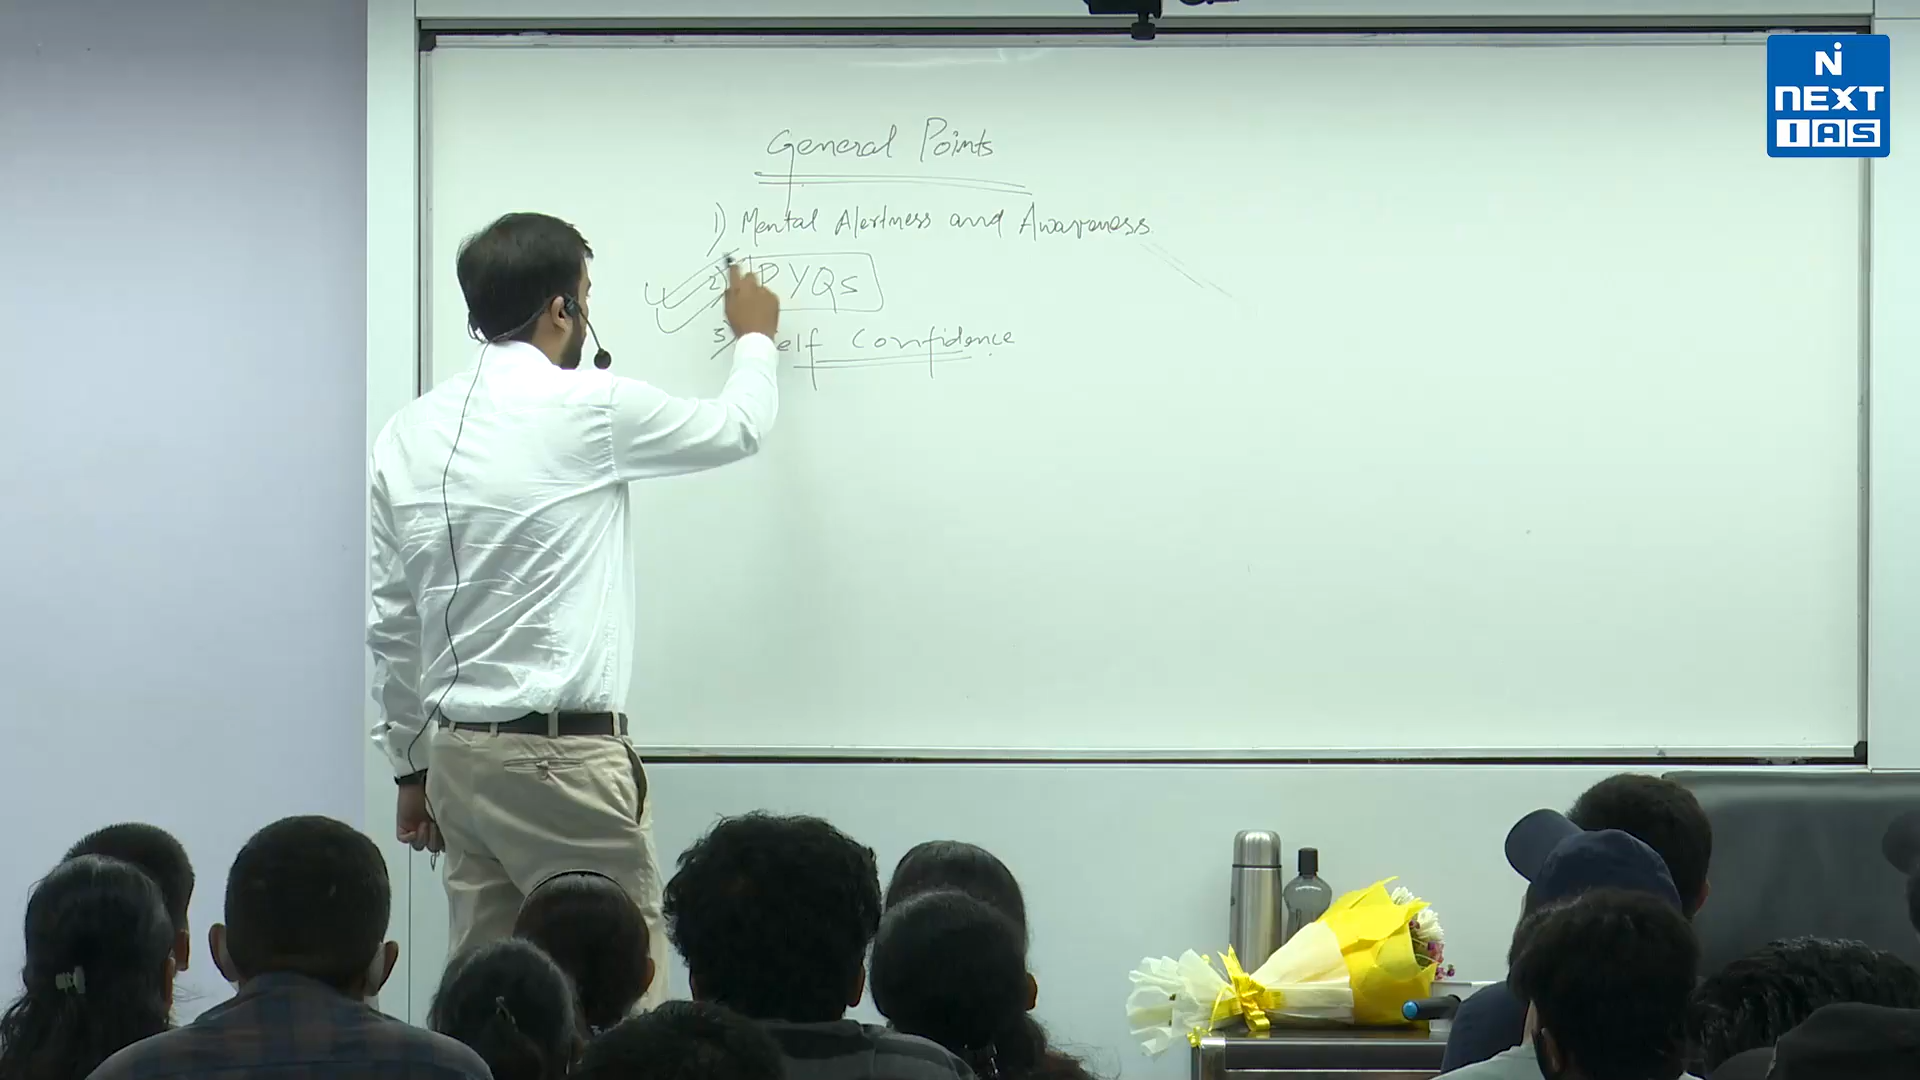 General Points
1) Mental Alertness and Awareness.
2) PYQs
3) Self Confidence
N
NEXT
IAS